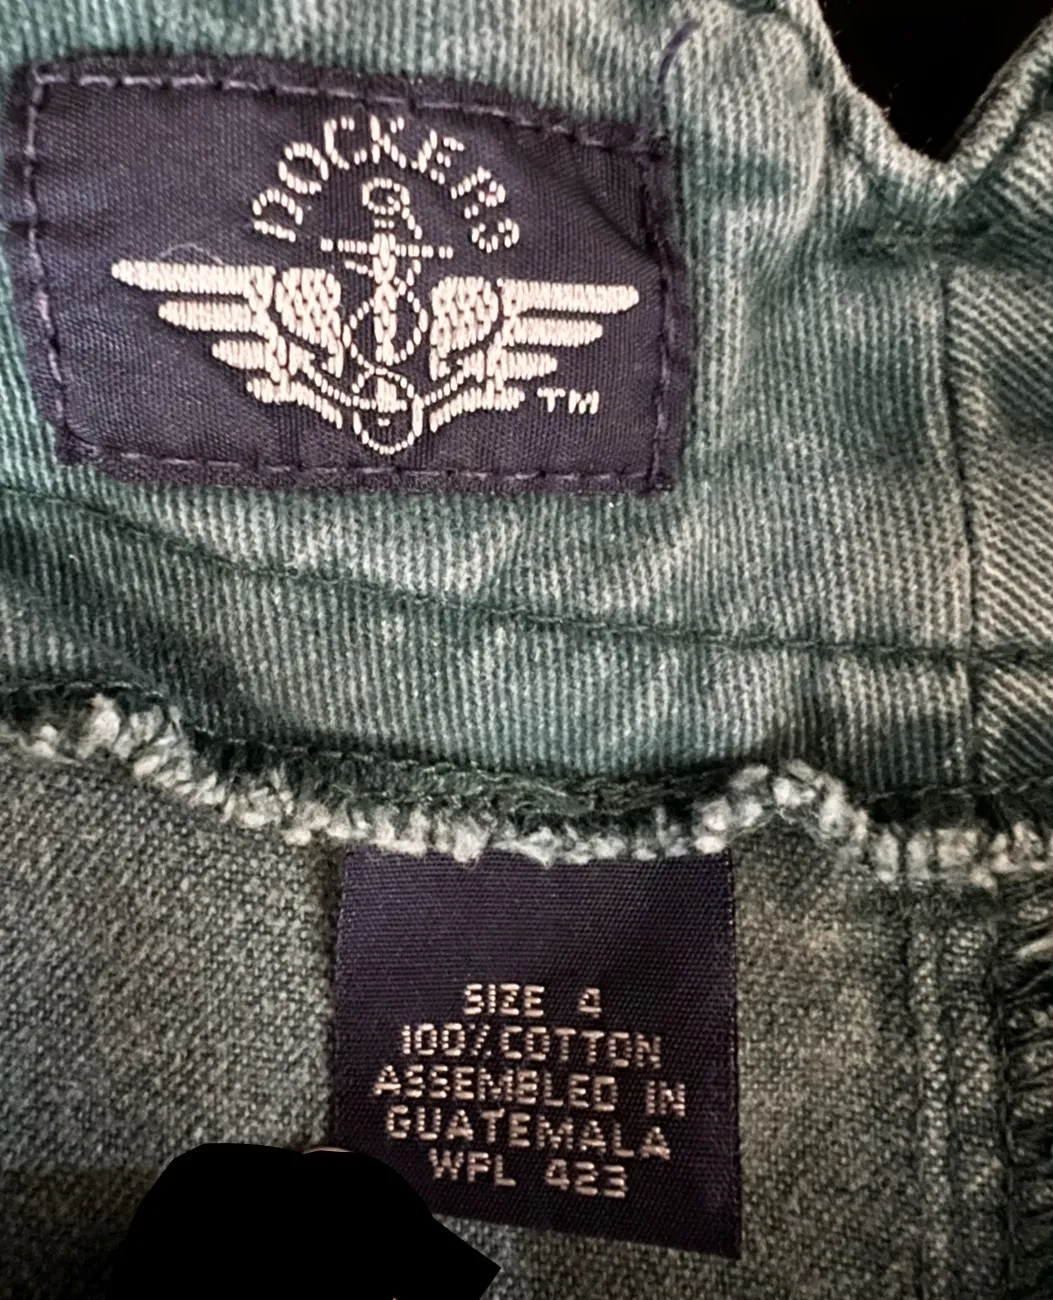 DOCKERS
TM
SIZE 4
100% COTTON
ASSEMBLED IN
GUATEMALA
WPL 423